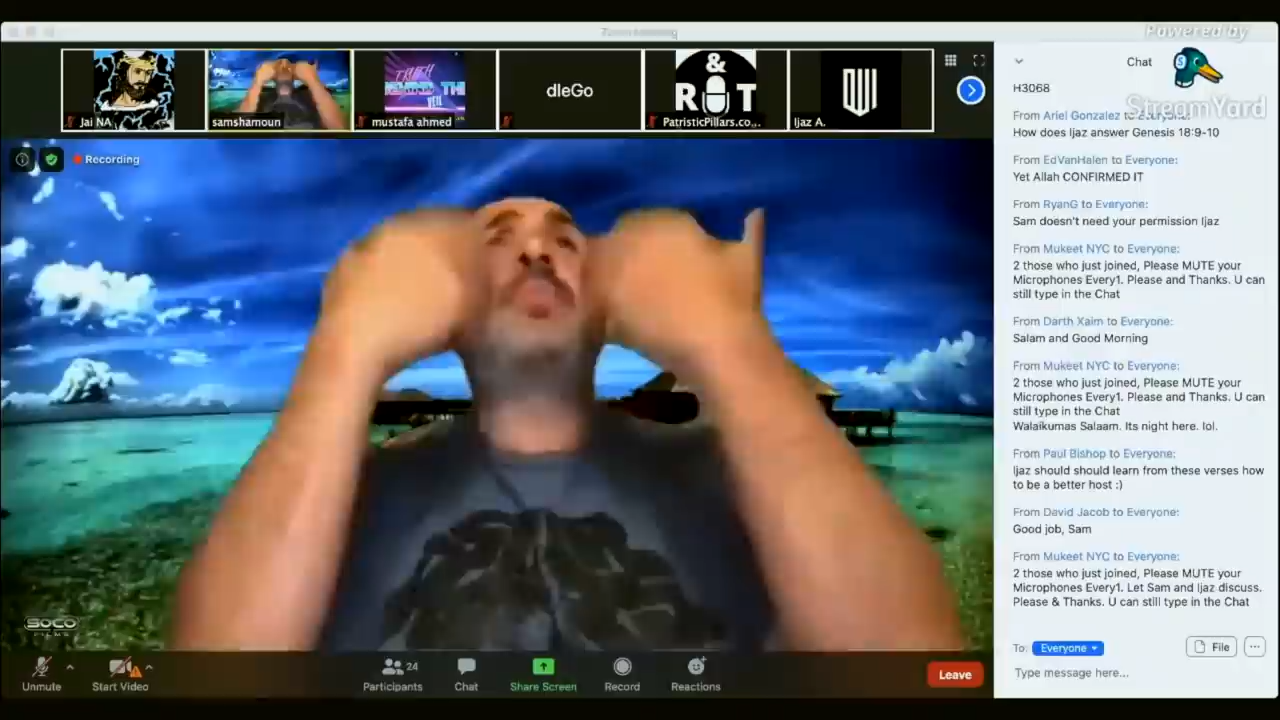 Zoom Meeting
Powered by
StreamYard
Jai NA
samshamoun
TRUTH
BEHIND THE
VEIL
mustafa ahmed
dleGo
&
R T
PatristicPillars.co...
Ijaz A.
Recording
SOCO
FILMS
Chat
H3068
From Ariel Gonzalez to Everyone:
How does Ijaz answer Genesis 18:9-10
From EdVanHalen to Everyone:
Yet Allah CONFIRMED IT
From RyanG to Everyone:
Sam doesn't need your permission Ijaz
From Mukeet NYC to Everyone:
2 those who just joined, Please MUTE your
Microphones Every1. Please and Thanks. U can
still type in the Chat
From Darth Xaim to Everyone:
Salam and Good Morning
From Mukeet NYC to Everyone:
2 those who just joined, Please MUTE your
Microphones Every1. Please and Thanks. U can
still type in the Chat
Walaikumas Salaam. Its night here. lol.
From Paul Bishop to Everyone:
Ijaz should should learn from these verses how
to be a better host :)
From David Jacob to Everyone:
Good job, Sam
From Mukeet NYC to Everyone:
2 those who just joined, Please MUTE your
Microphones Every1. Let Sam and Ijaz discuss.
Please & Thanks. U can still type in the Chat
To: Everyone
File
Type message here...
Unmute
Start Video
Participants 24
Chat
Share Screen
Record
Reactions
Leave